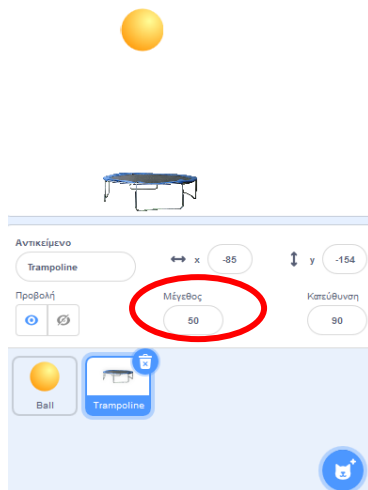 Αντικείμενο
Trampoline
x -85
y -154
Προβολή
Μέγεθος
50
Κατεύθυνση
90
Ball
Trampoline